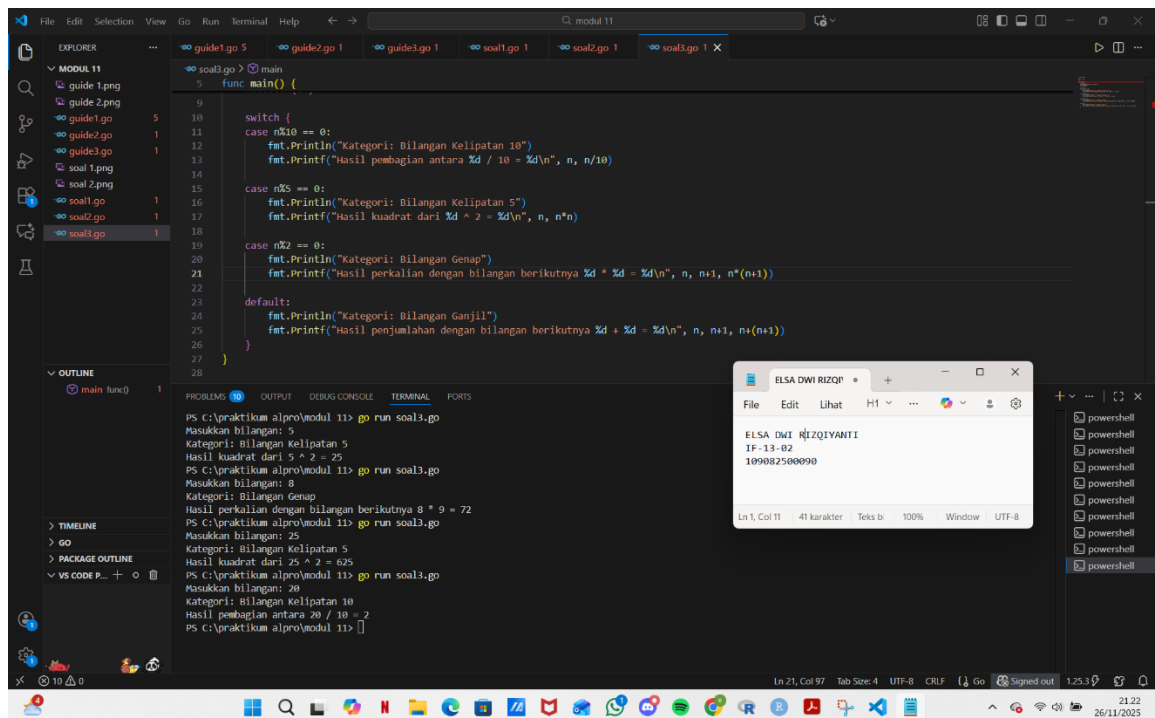 File Edit Selection View Go Run Terminal Help
modul 11
EXPLORER
MODUL 11
guide 1.png
guide 2.png
guide1.go 5
guide2.go 1
guide3.go 1
soal 1.png
soal 2.png
soal1.go 1
soal2.go 1
soal3.go 1
OUTLINE
main func() 1
TIMELINE
GO
PACKAGE OUTLINE
VS CODE P...
guide1.go 5 guide2.go 1 guide3.go 1 soal1.go 1 soal2.go 1 soal3.go 1
soal3.go > main
5 func main() {
9
10 switch {
11 case n%10 == 0:
12 fmt.Println("Kategori: Bilangan Kelipatan 10")
13 fmt.Printf("Hasil pembagian antara %d / 10 = %d\n", n, n/10)
14
15 case n%5 == 0:
16 fmt.Println("Kategori: Bilangan Kelipatan 5")
17 fmt.Printf("Hasil kuadrat dari %d ^ 2 = %d\n", n, n*n)
18
19 case n%2 == 0:
20 fmt.Println("Kategori: Bilangan Genap")
21 fmt.Printf("Hasil perkalian dengan bilangan berikutnya %d * %d = %d\n", n, n+1, n*(n+1))
22
23 default:
24 fmt.Println("Kategori: Bilangan Ganjil")
25 fmt.Printf("Hasil penjumlahan dengan bilangan berikutnya %d + %d = %d\n", n, n+1, n+(n+1))
26 }
27 }
28
PROBLEMS 10 OUTPUT DEBUG CONSOLE TERMINAL PORTS
PS C:\praktikum alpro\modul 11> go run soal3.go
Masukkan bilangan: 5
Kategori: Bilangan Kelipatan 5
Hasil kuadrat dari 5 ^ 2 = 25
PS C:\praktikum alpro\modul 11> go run soal3.go
Masukkan bilangan: 8
Kategori: Bilangan Genap
Hasil perkalian dengan bilangan berikutnya 8 * 9 = 72
PS C:\praktikum alpro\modul 11> go run soal3.go
Masukkan bilangan: 25
Kategori: Bilangan Kelipatan 5
Hasil kuadrat dari 25 ^ 2 = 625
PS C:\praktikum alpro\modul 11> go run soal3.go
Masukkan bilangan: 20
Kategori: Bilangan Kelipatan 10
Hasil pembagian antara 20 / 10 = 2
PS C:\praktikum alpro\modul 11>
powershell
powershell
powershell
powershell
powershell
powershell
powershell
powershell
powershell
powershell
ELSA DWI RIZQI
File Edit Lihat H1
ELSA DWI RIZQIYANTI
IF-13-02
109082500090
Ln 1, Col 11 41 karakter Teks bi 100% Window UTF-8
10 0 Ln 21, Col 97 Tab Size: 4 UTF-8 CRLF Go Signed out 1.25.3
21.22
26/11/2025